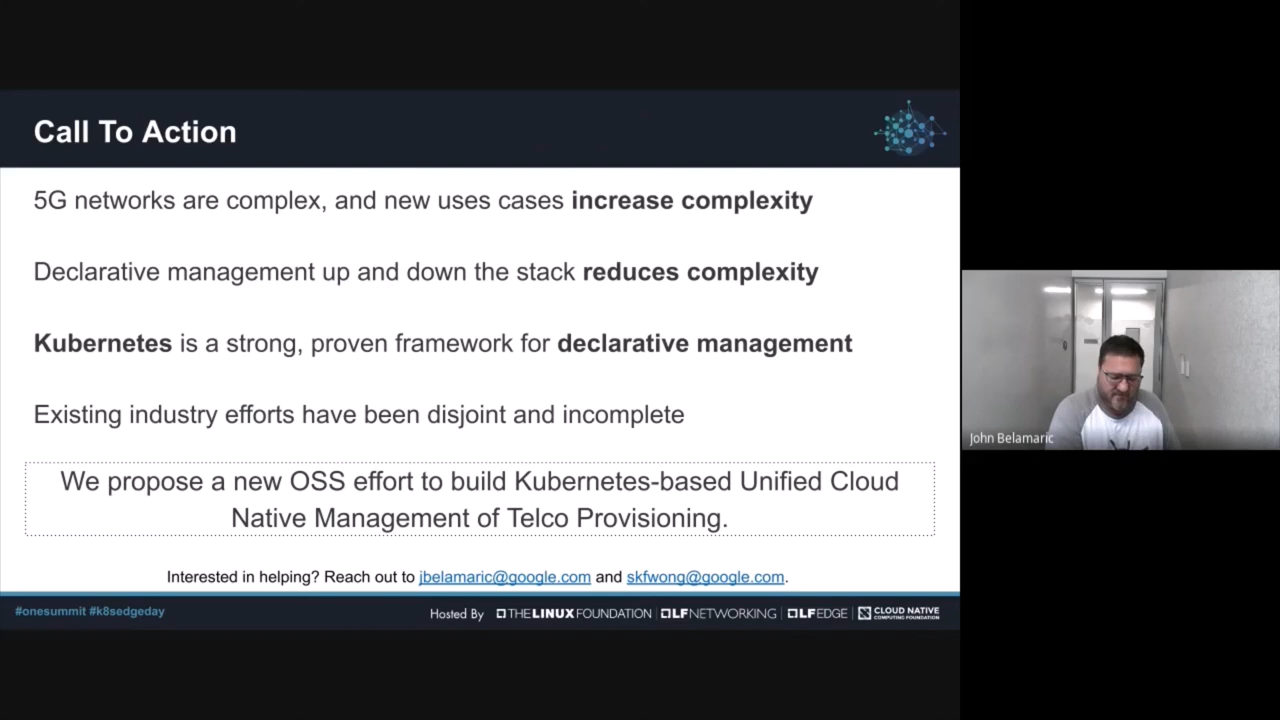 Call To Action
5G networks are complex, and new uses cases increase complexity
Declarative management up and down the stack reduces complexity
Kubernetes is a strong, proven framework for declarative management
Existing industry efforts have been disjoint and incomplete
We propose a new OSS effort to build Kubernetes-based Unified Cloud
Native Management of Telco Provisioning.
Interested in helping? Reach out to jbelamaric@google.com and skfwong@google.com.
#onesummit #k8sedgeday
Hosted By THE LINUX FOUNDATION LFNETWORKING LFEDGE CLOUD NATIVE
COMPUTING FOUNDATION
John Belamaric